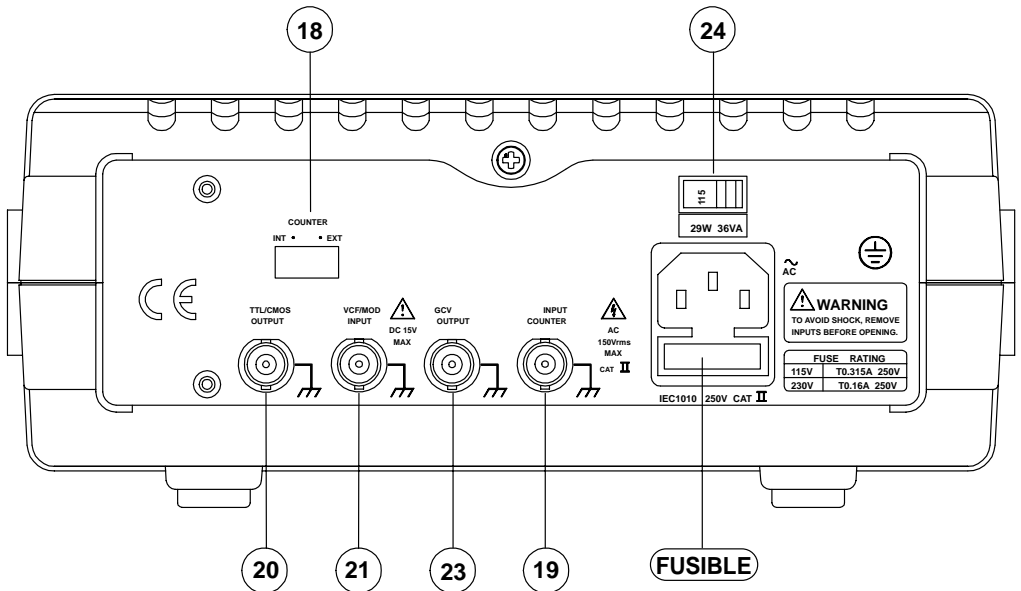 18
24
115
29W 36VA
COUNTER
INT • • EXT
CE
TTL/CMOS
OUTPUT
VCF/MOD
INPUT
DC 15V
MAX
GCV
OUTPUT
INPUT
COUNTER
AC
150Vrms
MAX
CAT II
~
AC
WARNING
TO AVOID SHOCK, REMOVE
INPUTS BEFORE OPENING.
FUSE RATING
115V T0.315A 250V
230V T0.16A 250V
IEC1010 250V CAT II
20
21
23
19
FUSIBLE